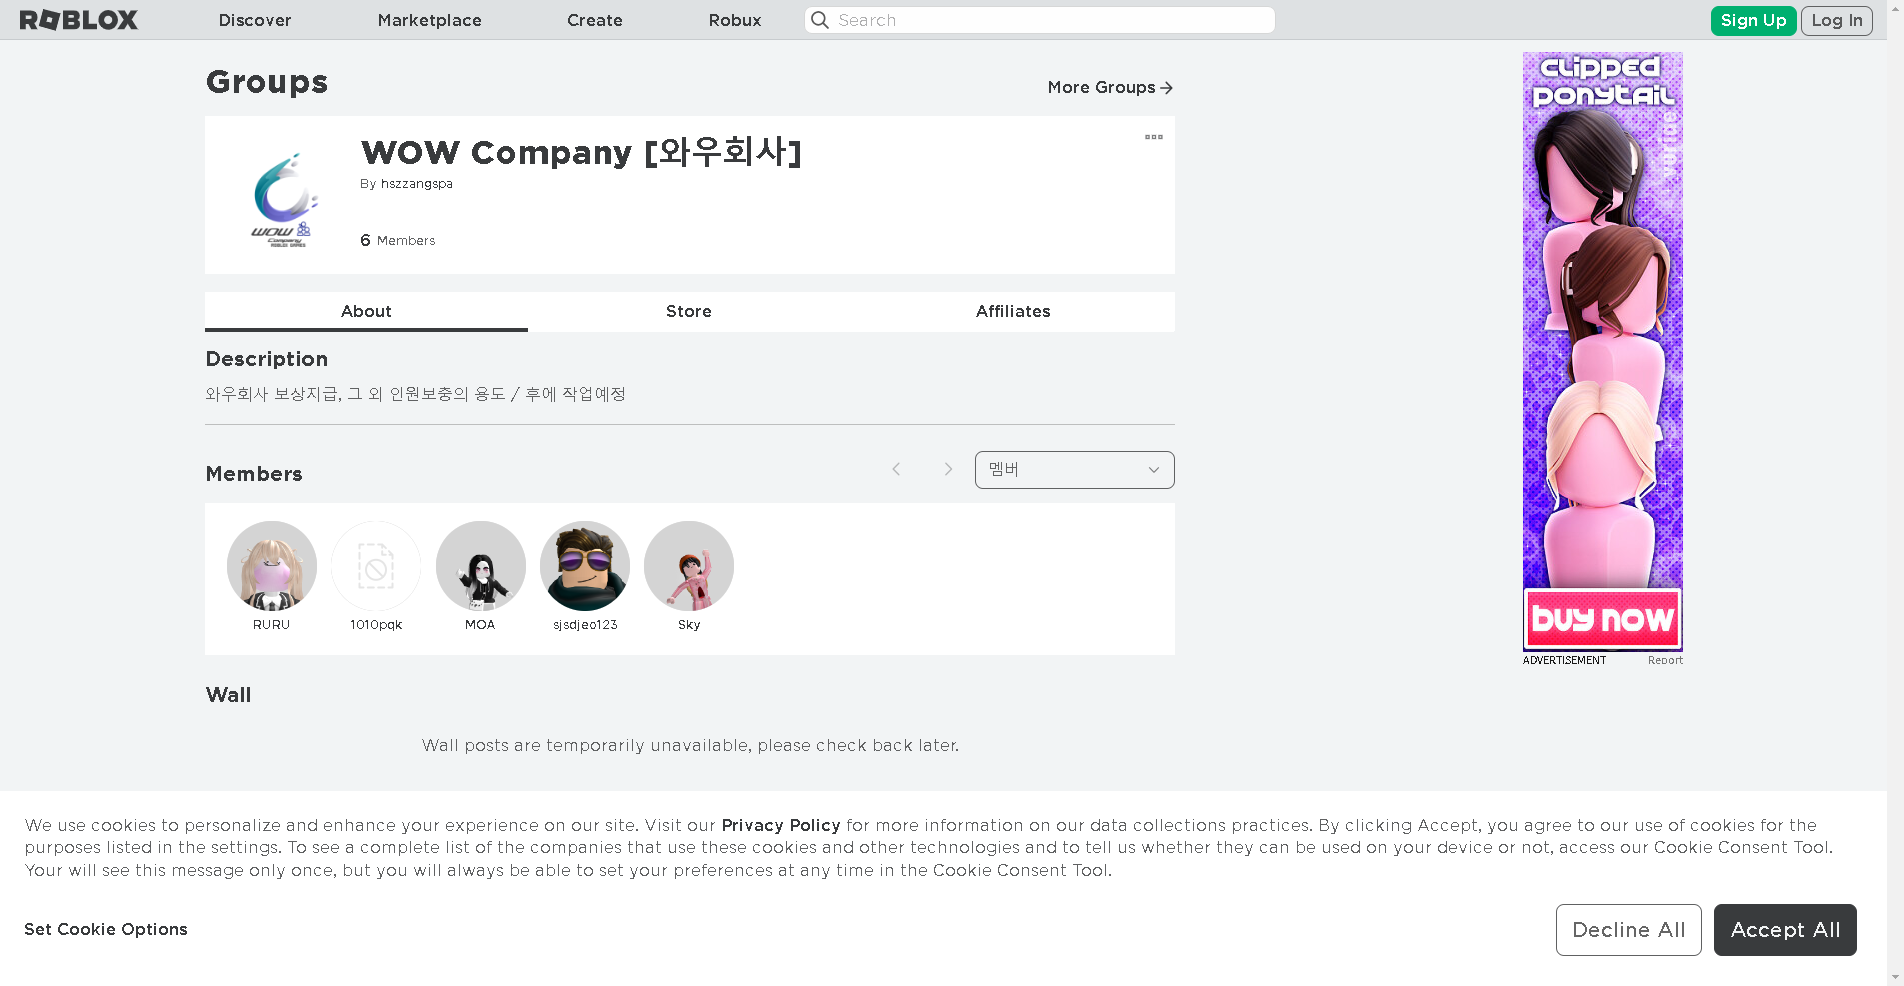 ROBLOX
Discover
Marketplace
Create
Robux
Search
Sign Up
Log In
Groups
More Groups
WOW Company [와우회사]
By hszzangspa
6 Members
WOW
Company
ROBLOX GAMES
About
Store
Affiliates
Description
와우회사 보상지급, 그 외 인원보충의 용도 / 후에 작업예정
Members
멤버
RURU
1010pqk
MOA
sjsdjeo123
Sky
Wall
Wall posts are temporarily unavailable, please check back later.
CLIPPED
PONYTAIL
BUY NOW
ADVERTISEMENT
Report
We use cookies to personalize and enhance your experience on our site. Visit our Privacy Policy for more information on our data collections practices. By clicking Accept, you agree to our use of cookies for the
purposes listed in the settings. To see a complete list of the companies that use these cookies and other technologies and to tell us whether they can be used on your device or not, access our Cookie Consent Tool.
Your will see this message only once, but you will always be able to set your preferences at any time in the Cookie Consent Tool.
Set Cookie Options
Decline All
Accept All